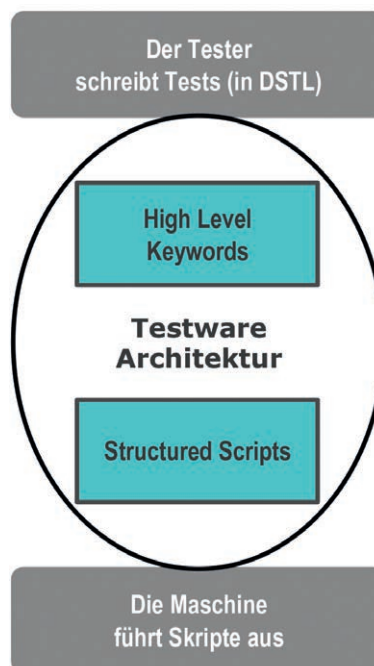 Der Tester
schreibt Tests (in DSTL)
High Level
Keywords
Testware
Architektur
Structured Scripts
Die Maschine
führt Skripte aus